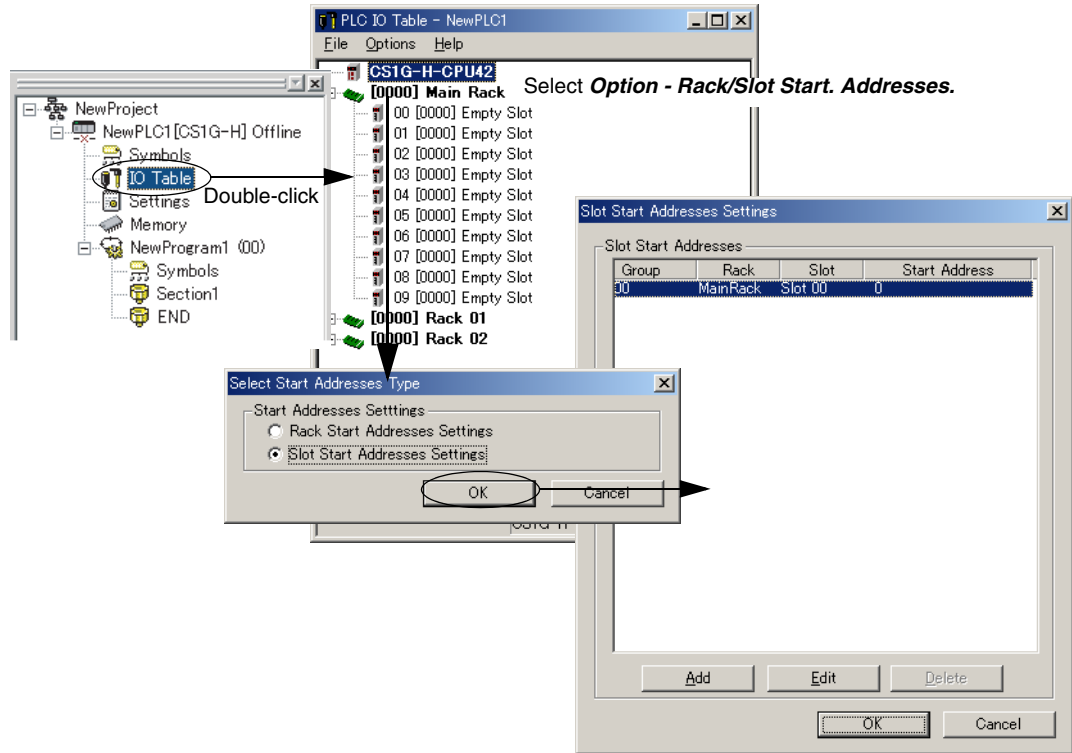 PLC IO Table - NewPLC1
File Options Help
CS1G-H-CPU42
[0000] Main Rack
00 [0000] Empty Slot
01 [0000] Empty Slot
02 [0000] Empty Slot
03 [0000] Empty Slot
04 [0000] Empty Slot
05 [0000] Empty Slot
06 [0000] Empty Slot
07 [0000] Empty Slot
08 [0000] Empty Slot
09 [0000] Empty Slot
[0000] Rack 01
[0000] Rack 02
Select Option - Rack/Slot Start. Addresses.
NewProject
NewPLC1[CS1G-H] Offline
Symbols
IO Table
Settings
Memory
NewProgram1 (00)
Symbols
Section1
END
Double-click
Select Start Addresses Type
Start Addresses Setttings
Rack Start Addresses Settings
Slot Start Addresses Settings
OK Cancel
CS1G-H
Slot Start Addresses Settings
Slot Start Addresses
Group Rack Slot Start Address
00 MainRack Slot 00 0
Add Edit Delete
OK Cancel